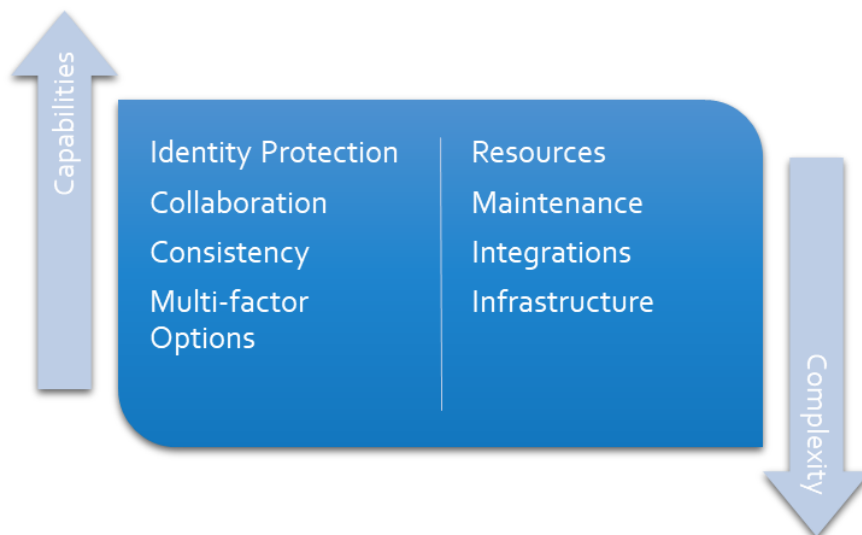 Capabilities
Identity Protection
Collaboration
Consistency
Multi-factor
Options
Resources
Maintenance
Integrations
Infrastructure
Complexity